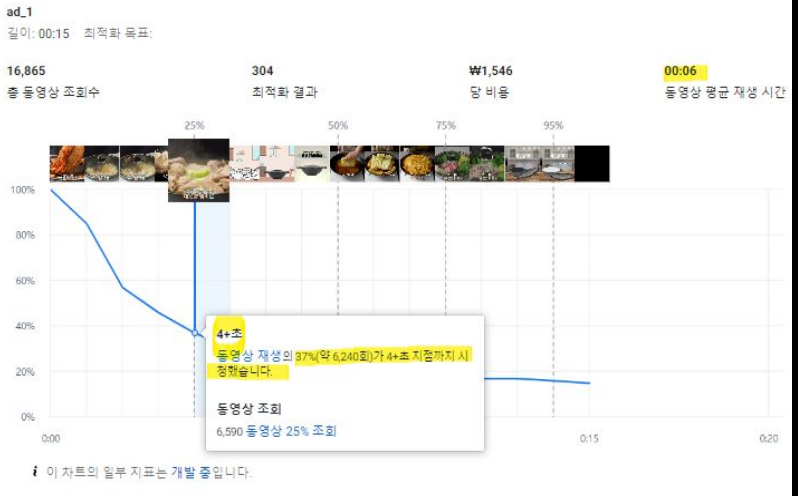 ad_1
길이: 00:15 최적화 목표:
16,865
총 동영상 조회수
304
최적화 결과
₩1,546
당 비용
00:06
동영상 평균 재생 시간
25% 50% 75% 95%
100%
80%
60%
40%
20%
0%
4+초
동영상 재생의 37%(약 6,240회)가 4+초 지점까지 시
청했습니다.
동영상 조회
6,590 동영상 25% 조회
0:00 0:15 0:20
i 이 차트의 일부 지표는 개발 중입니다.